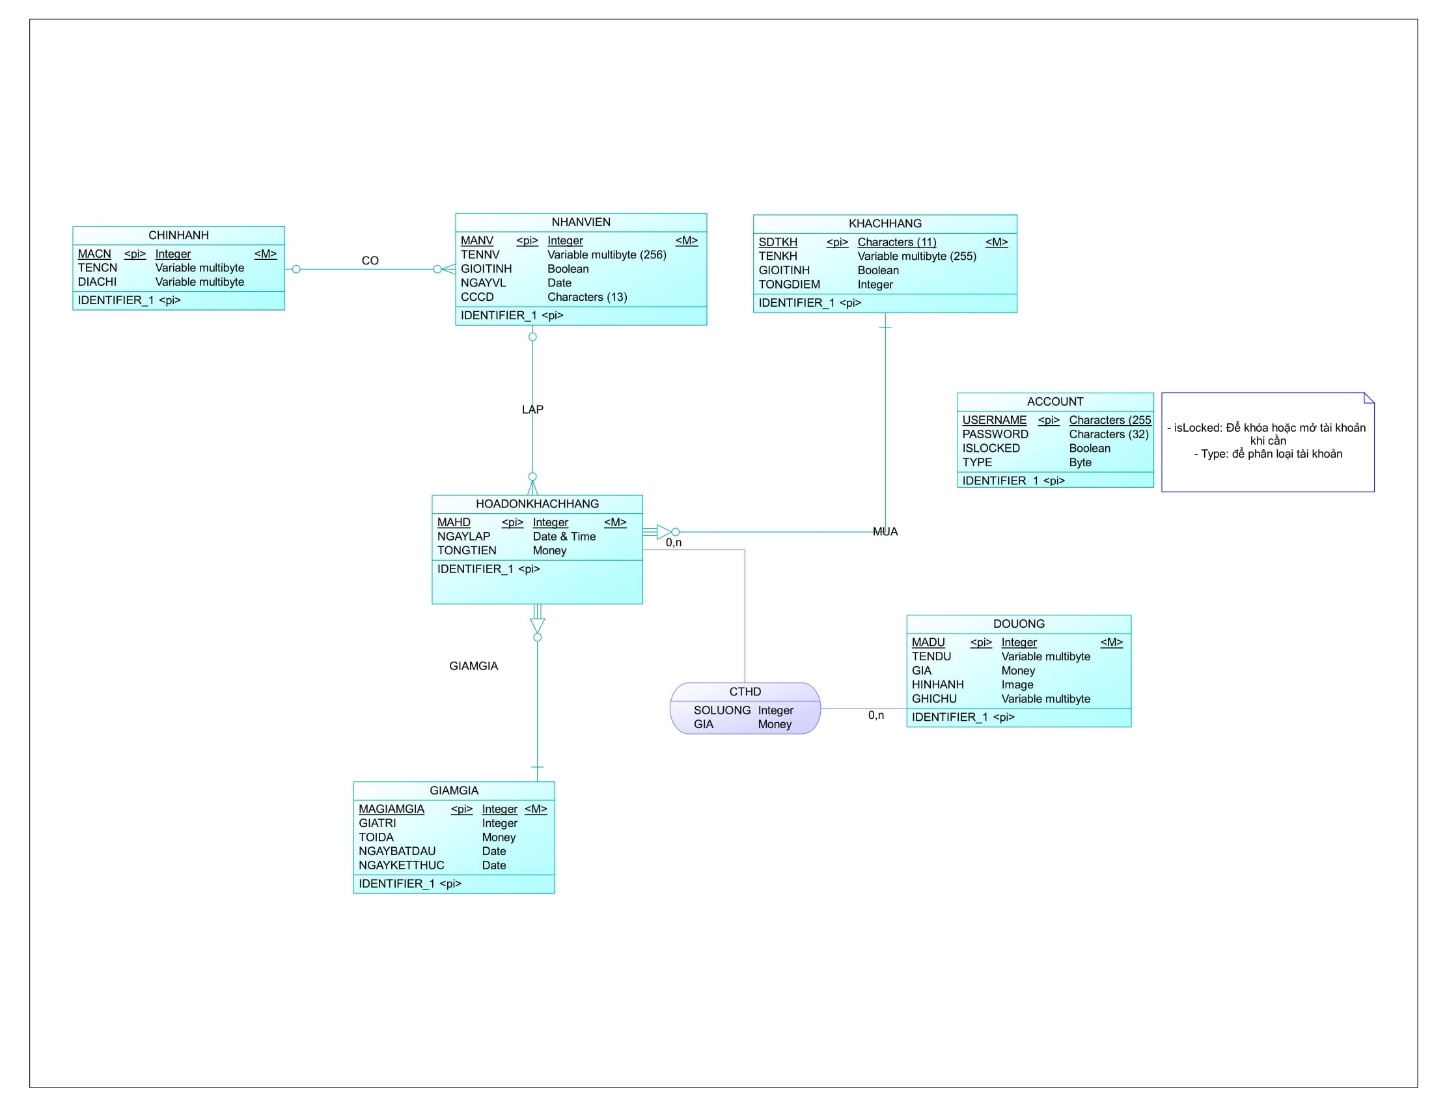 CHINHANH
MACN <pi> Integer <M>
TENCN Variable multibyte
DIACHI Variable multibyte
IDENTIFIER_1 <pi>
CO
NHANVIEN
MANV <pi> Integer <M>
TENNV Variable multibyte (256)
GIOITINH Boolean
NGAYVL Date
CCCD Characters (13)
IDENTIFIER_1 <pi>
KHACHHANG
SDTKH <pi> Characters (11) <M>
TENKH Variable multibyte (255)
GIOITINH Boolean
TONGDIEM Integer
IDENTIFIER_1 <pi>
LAP
ACCOUNT
USERNAME <pi> Characters (255
PASSWORD Characters (32)
ISLOCKED Boolean
TYPE Byte
IDENTIFIER_1 <pi>
- isLocked: Để khóa hoặc mở tài khoản
khi cần
- Type: để phân loại tài khoản
HOADONKHACHHANG
MAHD <pi> Integer <M>
NGAYLAP Date & Time
TONGTIEN Money
IDENTIFIER_1 <pi>
0,n
MUA
GIAMGIA
CTHD
SOLUONG Integer
GIA Money
0,n
DOUONG
MADU <pi> Integer <M>
TENDU Variable multibyte
GIA Money
HINHANH Image
GHICHU Variable multibyte
IDENTIFIER_1 <pi>
GIAMGIA
MAGIAMGIA <pi> Integer <M>
GIATRI Integer
TOIDA Money
NGAYBATDAU Date
NGAYKETTHUC Date
IDENTIFIER_1 <pi>